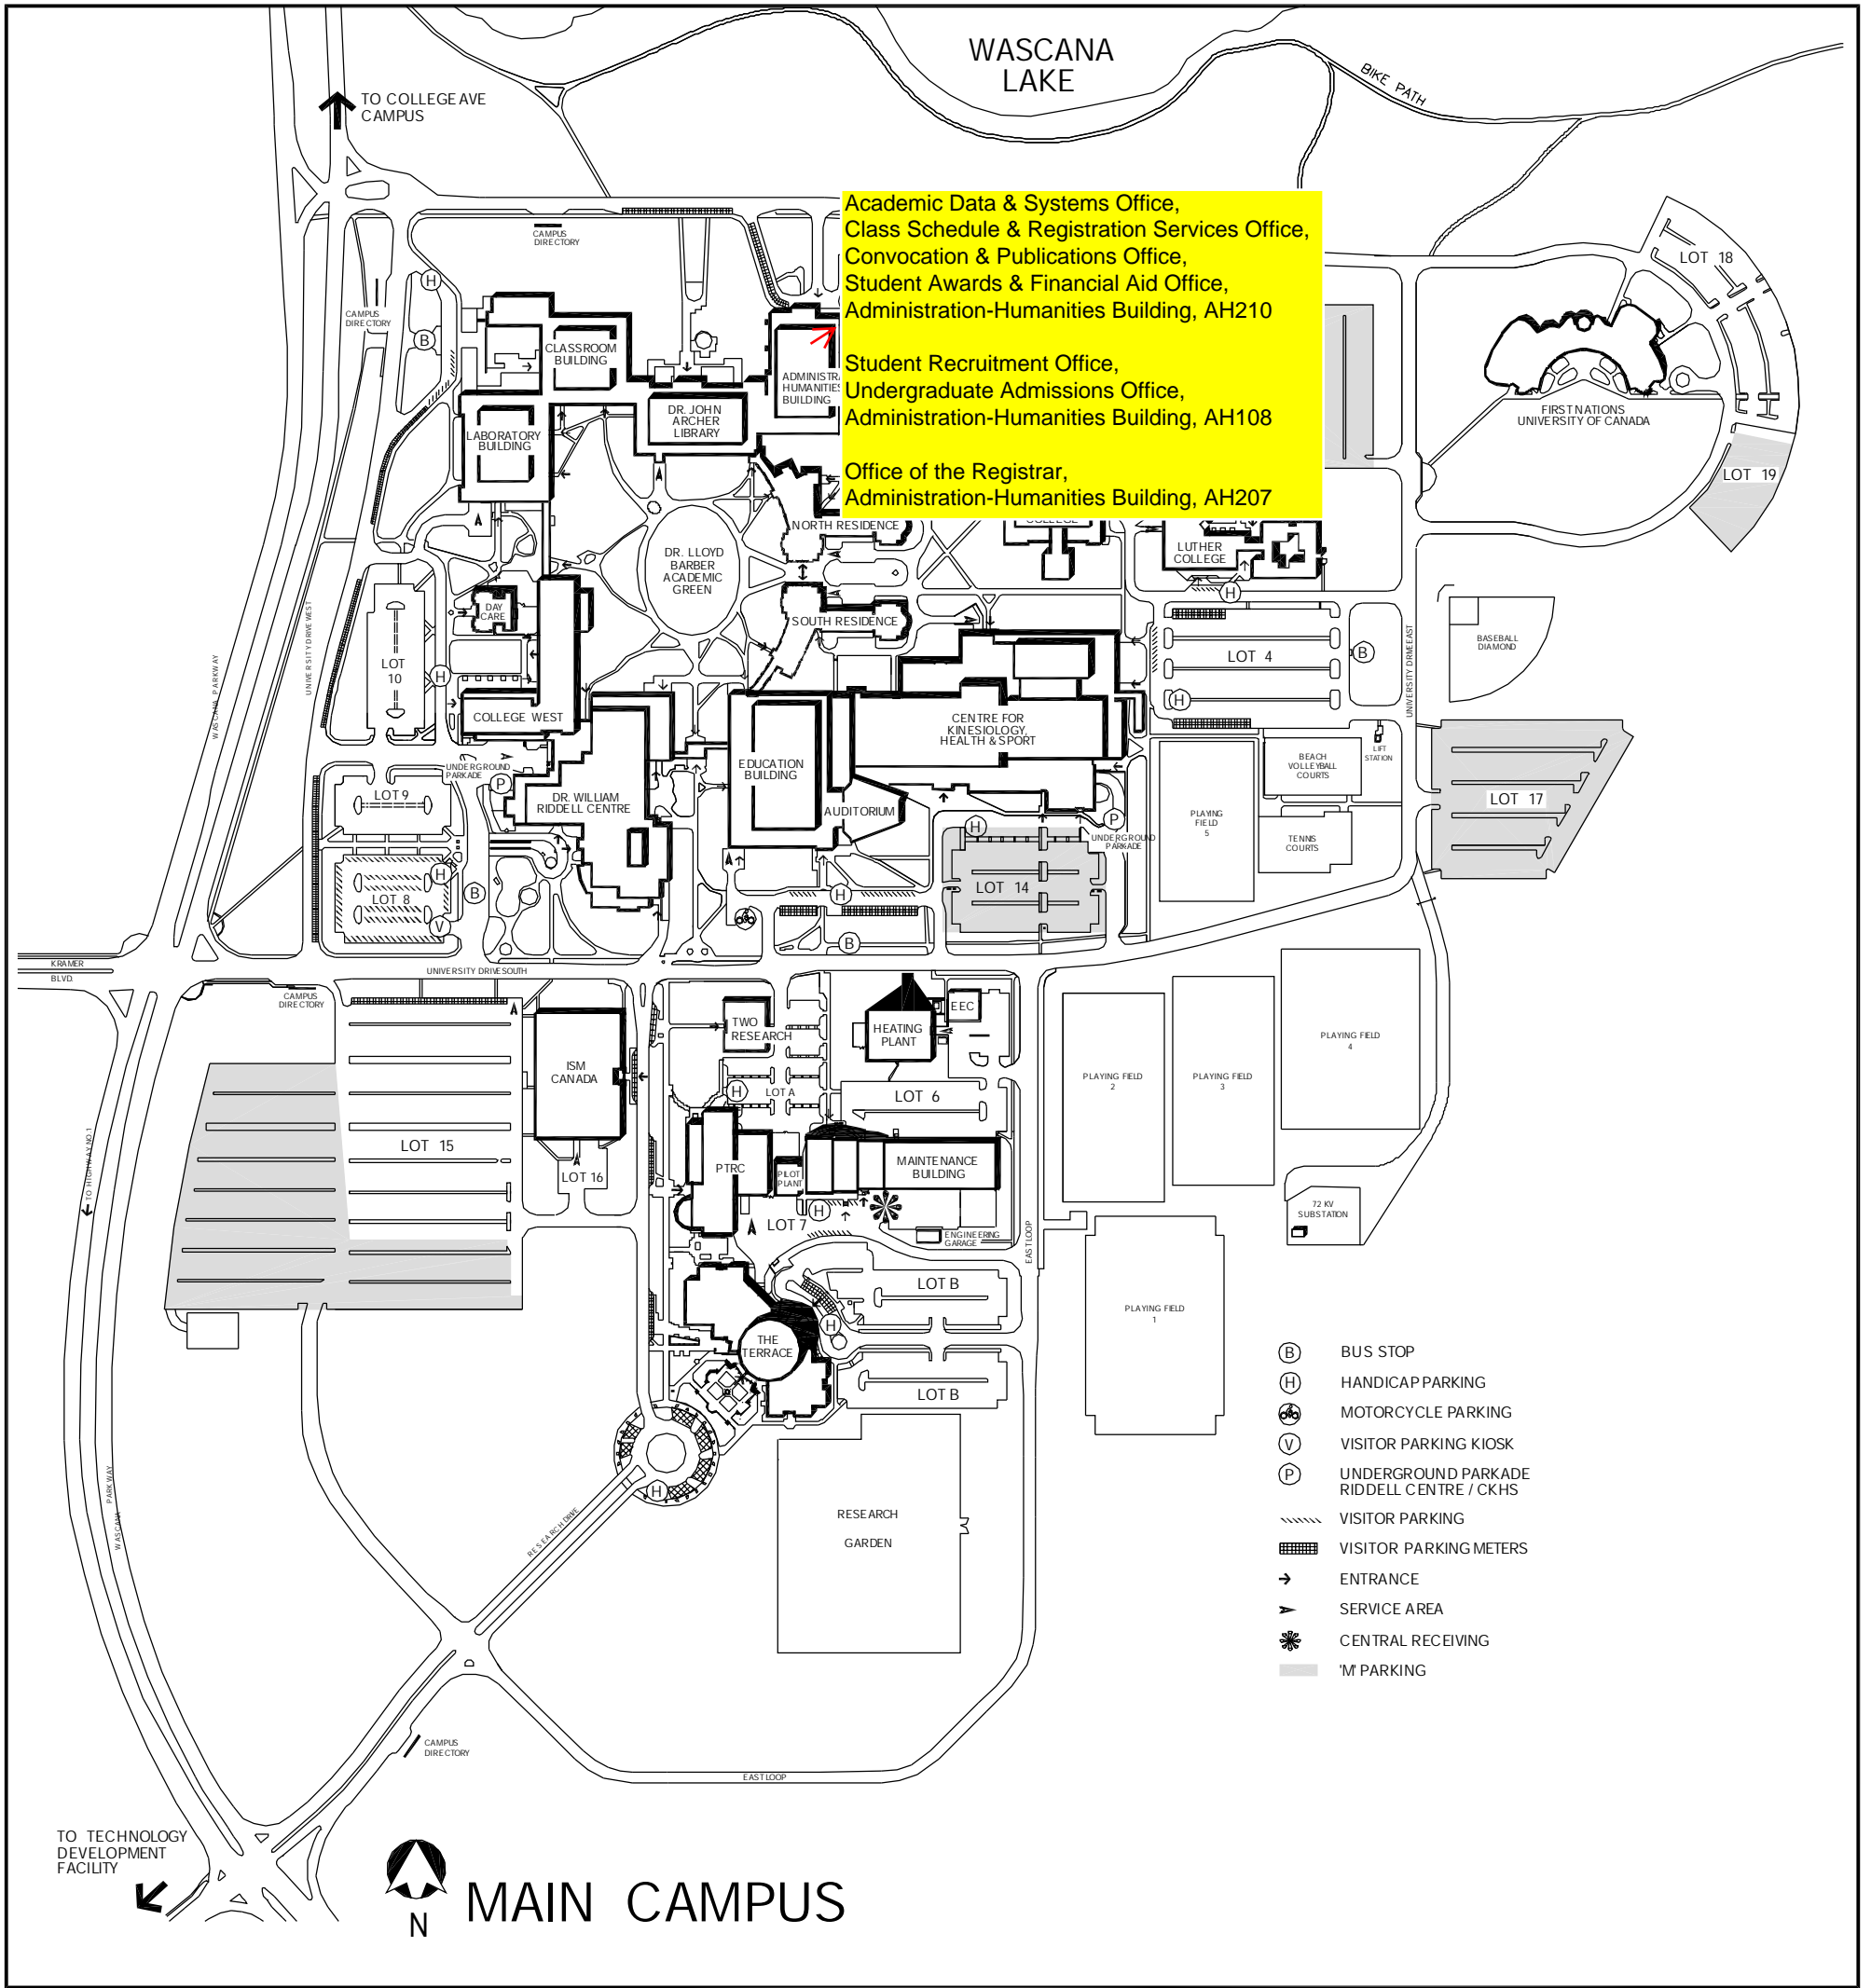 WASCANA
LAKE
BIKE PATH
TO COLLEGE AVE
CAMPUS
Academic Data & Systems Office,
Class Schedule & Registration Services Office,
Convocation & Publications Office,
Student Awards & Financial Aid Office,
Administration-Humanities Building, AH210
Student Recruitment Office,
Undergraduate Admissions Office,
Administration-Humanities Building, AH108
Office of the Registrar,
Administration-Humanities Building, AH207
CAMPUS
DIRECTORY
LOT 18
H
CAMPUS
DIRECTORY
B
CLASSROOM
BUILDING
HUMANITIES
BUILDING
DR. JOHN
ARCHER
LIBRARY
LABORATORY
BUILDING
FIRST NATIONS
UNIVERSITY OF CANADA
LOT 19
NORTH RESIDENCE
COLLEGE
LUTHER
COLLEGE
DR. LLOYD
BARBER
ACADEMIC
GREEN
H
DAY
CARE
SOUTH RESIDENCE
UNIVERSITY DRIVE WEST
WASCANA PARKWAY
LOT
10
H
LOT 4
B
H
UNIVERSITY DRIVE EAST
BASEBALL
DIAMOND
COLLEGE WEST
CENTRE FOR
KINESIOLOGY,
HEALTH & SPORT
LIFT
STATION
UNDERGROUND
PARKADE
P
EDUCATION
BUILDING
BEACH
VOLLEYBALL
COURTS
LOT 9
DR. WILLIAM
RIDDELL CENTRE
AUDITORIUM
LOT 17
PLAYING
FIELD
5
H
P
UNDERGROUND
PARKADE
TENNIS
COURTS
H
LOT 8
B
V
H
LOT 14
B
KRAMER
BLVD.
UNIVERSITY DRIVE SOUTH
CAMPUS
DIRECTORY
TWO
RESEARCH
HEATING
PLANT
EEC
ISM
CANADA
PLAYING FIELD
4
PLAYING FIELD
2
PLAYING FIELD
3
H
LOT A
LOT 6
TO HIGHWAY NO.1
LOT 15
LOT 16
PTRC
PILOT
PLANT
MAINTENANCE
BUILDING
H
LOT 7
ENGINEERING
GARAGE
72 KV
SUBSTATION
EAST LOOP
LOT B
PLAYING FIELD
1
H
THE
TERRACE
LOT B
H
RESEARCH DRIVE
RESEARCH
GARDEN
WASCANA PARKWAY
B BUS STOP
H HANDICAP PARKING
MOTORCYCLE PARKING
V VISITOR PARKING KIOSK
P UNDERGROUND PARKADE
RIDDELL CENTRE / CKHS
VISITOR PARKING
VISITOR PARKING METERS
ENTRANCE
SERVICE AREA
CENTRAL RECEIVING
'M' PARKING
CAMPUS
DIRECTORY
EAST LOOP
TO TECHNOLOGY
DEVELOPMENT
FACILITY
N
MAIN CAMPUS